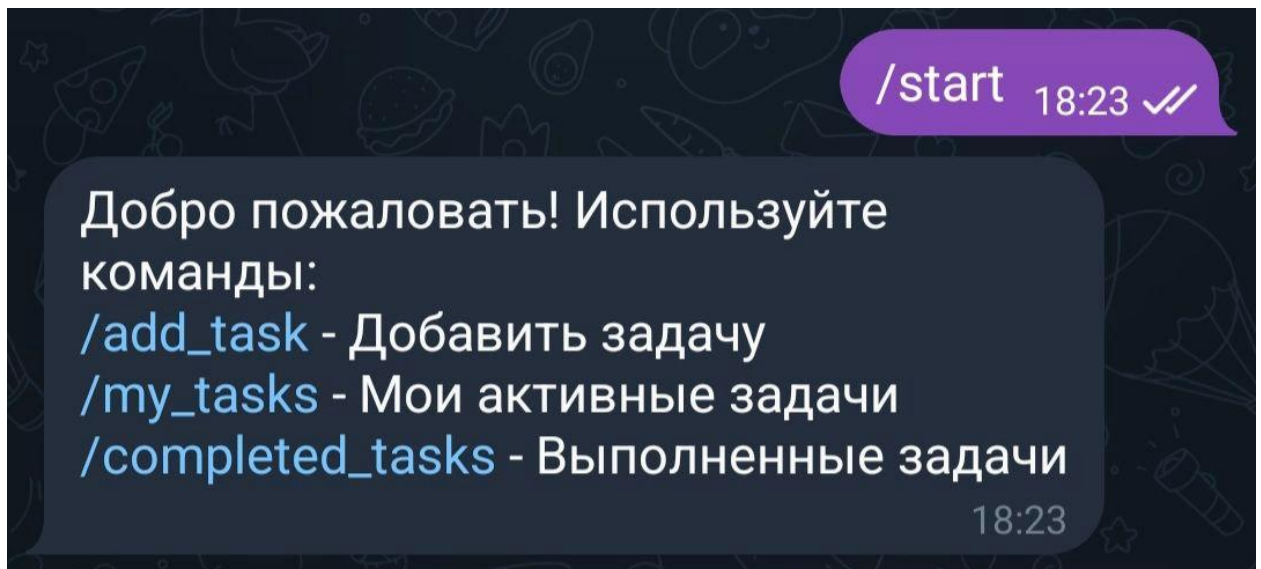 /start 18:23
Добро пожаловать! Используйте
команды:
/add_task - Добавить задачу
/my_tasks - Мои активные задачи
/completed_tasks - Выполненные задачи
18:23